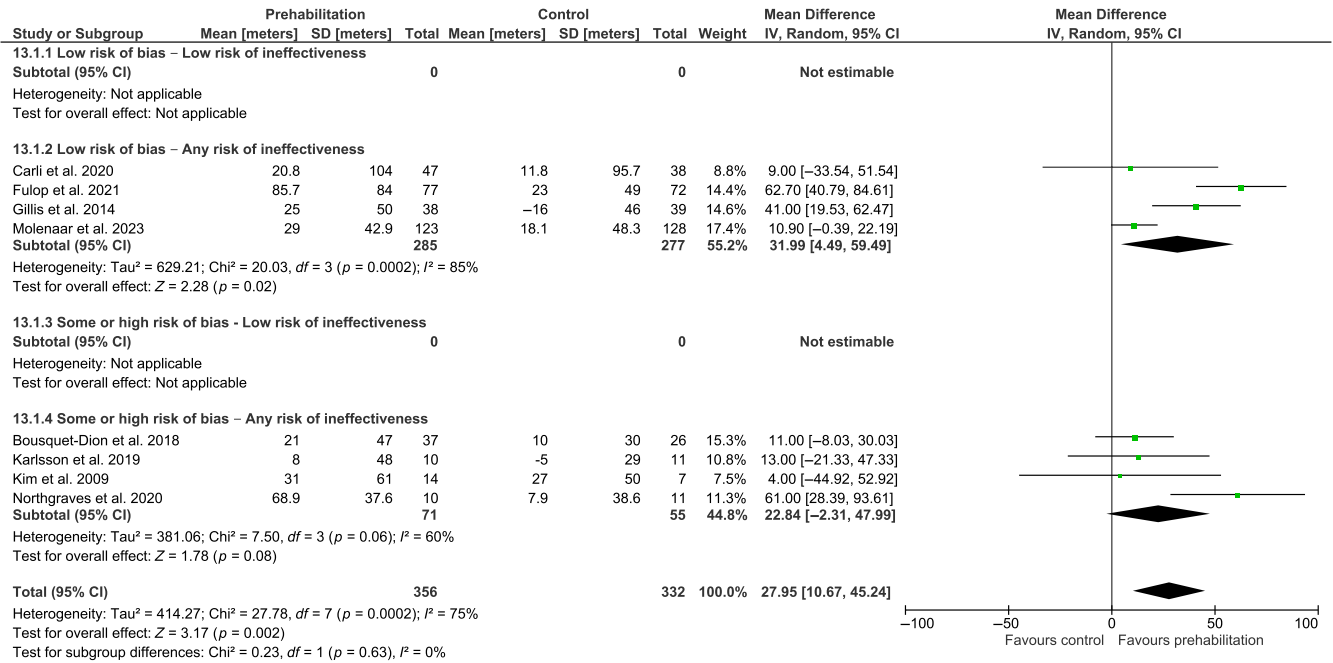 Prehabilitation Control Mean Difference Mean Difference
Study or Subgroup Mean [meters] SD [meters] Total Mean [meters] SD [meters] Total Weight IV, Random, 95% CI IV, Random, 95% CI
13.1.1 Low risk of bias – Low risk of ineffectiveness
Subtotal (95% CI) 0 0 Not estimable
Heterogeneity: Not applicable
Test for overall effect: Not applicable
13.1.2 Low risk of bias – Any risk of ineffectiveness
Carli et al. 2020 20.8 104 47 11.8 95.7 38 8.8% 9.00 [–33.54, 51.54]
Fulop et al. 2021 85.7 84 77 23 49 72 14.4% 62.70 [40.79, 84.61]
Gillis et al. 2014 25 50 38 –16 46 39 14.6% 41.00 [19.53, 62.47]
Molenaar et al. 2023 29 42.9 123 18.1 48.3 128 17.4% 10.90 [–0.39, 22.19]
Subtotal (95% CI) 285 277 55.2% 31.99 [4.49, 59.49]
Heterogeneity: Tau² = 629.21; Chi² = 20.03, df = 3 (p = 0.0002); I² = 85%
Test for overall effect: Z = 2.28 (p = 0.02)
13.1.3 Some or high risk of bias - Low risk of ineffectiveness
Subtotal (95% CI) 0 0 Not estimable
Heterogeneity: Not applicable
Test for overall effect: Not applicable
13.1.4 Some or high risk of bias – Any risk of ineffectiveness
Bousquet-Dion et al. 2018 21 47 37 10 30 26 15.3% 11.00 [–8.03, 30.03]
Karlsson et al. 2019 8 48 10 -5 29 11 10.8% 13.00 [–21.33, 47.33]
Kim et al. 2009 31 61 14 27 50 7 7.5% 4.00 [–44.92, 52.92]
Northgraves et al. 2020 68.9 37.6 10 7.9 38.6 11 11.3% 61.00 [28.39, 93.61]
Subtotal (95% CI) 71 55 44.8% 22.84 [–2.31, 47.99]
Heterogeneity: Tau² = 381.06; Chi² = 7.50, df = 3 (p = 0.06); I² = 60%
Test for overall effect: Z = 1.78 (p = 0.08)
Total (95% CI) 356 332 100.0% 27.95 [10.67, 45.24]
Heterogeneity: Tau² = 414.27; Chi² = 27.78, df = 7 (p = 0.0002); I² = 75%
Test for overall effect: Z = 3.17 (p = 0.002)
Test for subgroup differences: Chi² = 0.23, df = 1 (p = 0.63), I² = 0%
–100 –50 0 50 100
Favours control Favours prehabilitation